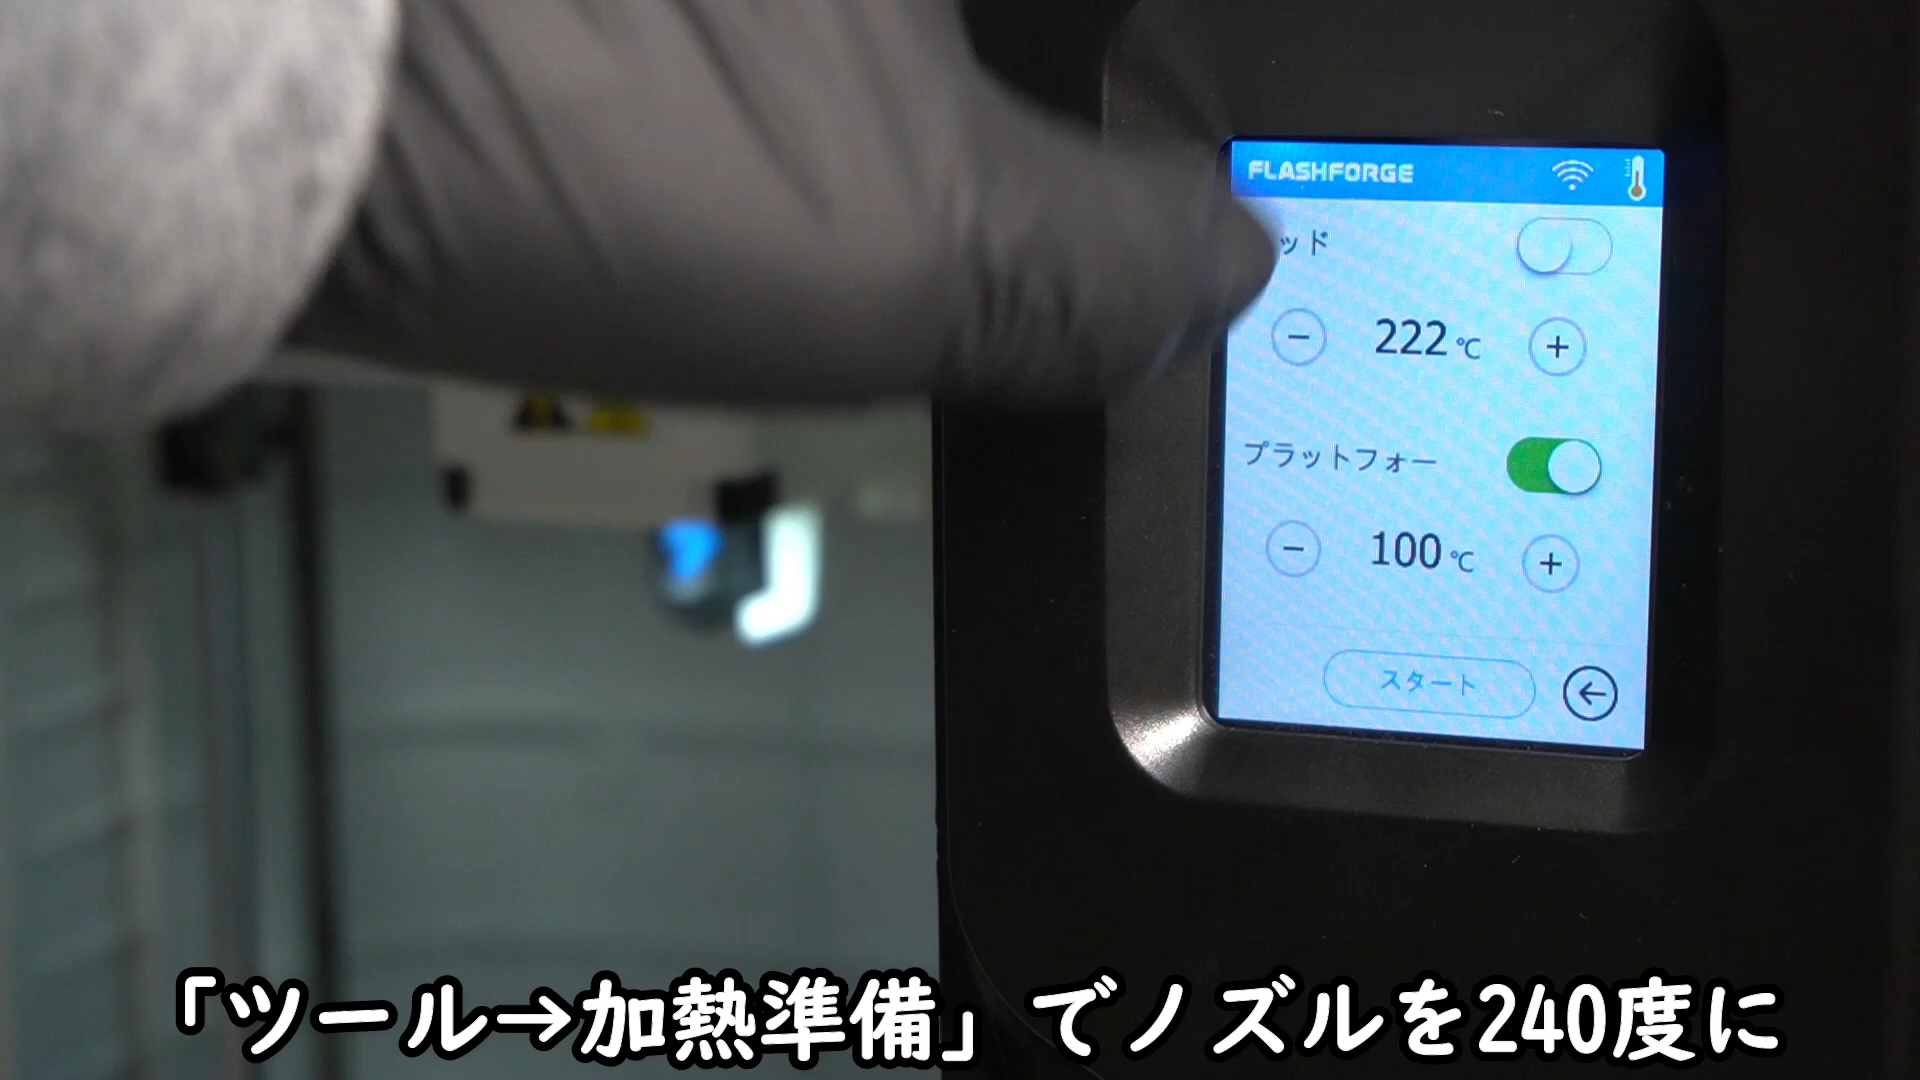 FLASHFORGE
ッド
− 222 ℃ +
プラットフォー
− 100 ℃ +
スタート
「ツール→加熱準備」でノズルを240度に